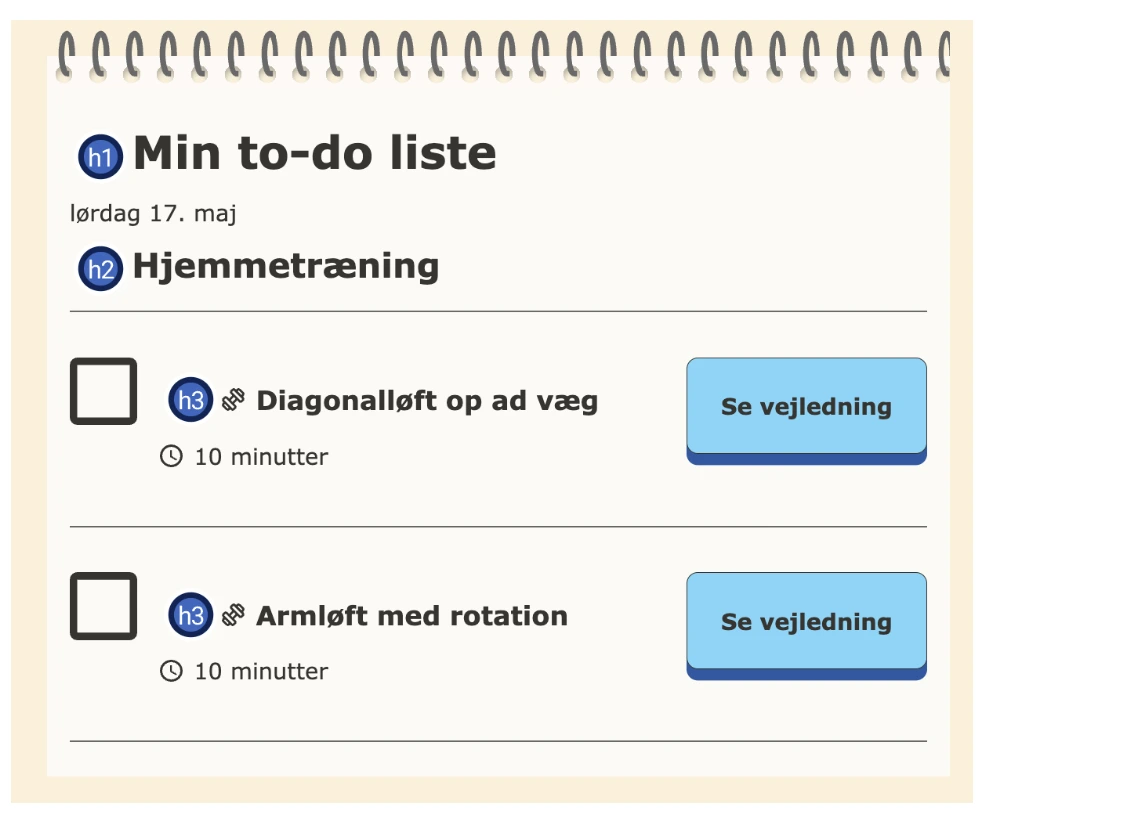 h1 Min to-do liste
lørdag 17. maj
h2 Hjemmetræning
h3 Diagonalløft op ad væg
Se vejledning
10 minutter
h3 Armløft med rotation
Se vejledning
10 minutter